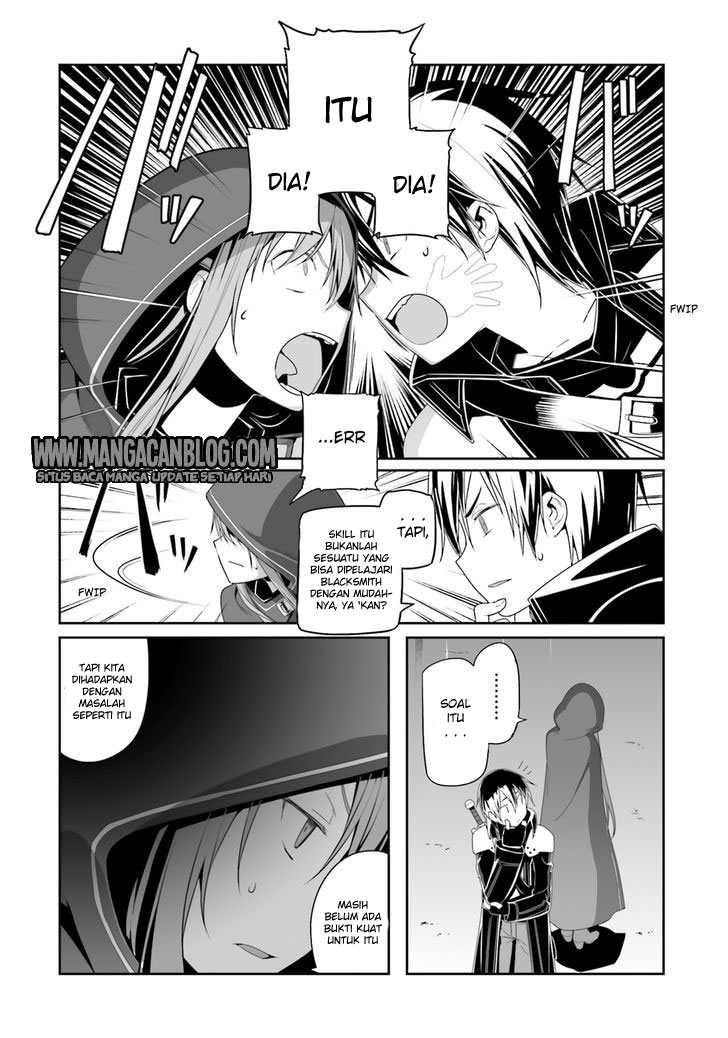 ITU
DIA!
DIA!
FWIP
...ERR
WWW.MANGACANBLOG.COM
SITUS BACA MANGA UPDATE SETIAP HARI
...
TAPI,
SKILL ITU
BUKANLAH
SESUATU YANG
BISA DIPELAJARI
BLACKSMITH
DENGAN MUDAH-
NYA, YA 'KAN?
FWIP
TAPI KITA
DIHADAPKAN
DENGAN
MASALAH
SEPERTI ITU
MASIH
BELUM ADA
BUKTI KUAT
UNTUK ITU
.........
SOAL
ITU
...